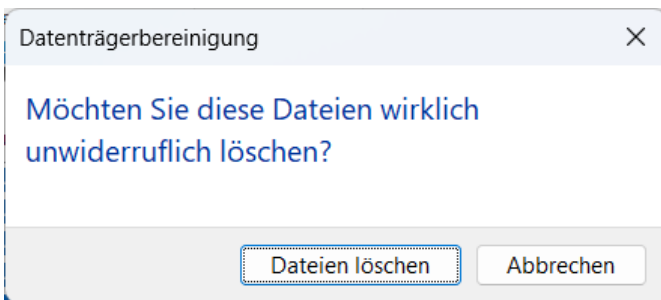 Datenträgerbereinigung
Möchten Sie diese Dateien wirklich
unwiderruflich löschen?
Dateien löschen
Abbrechen